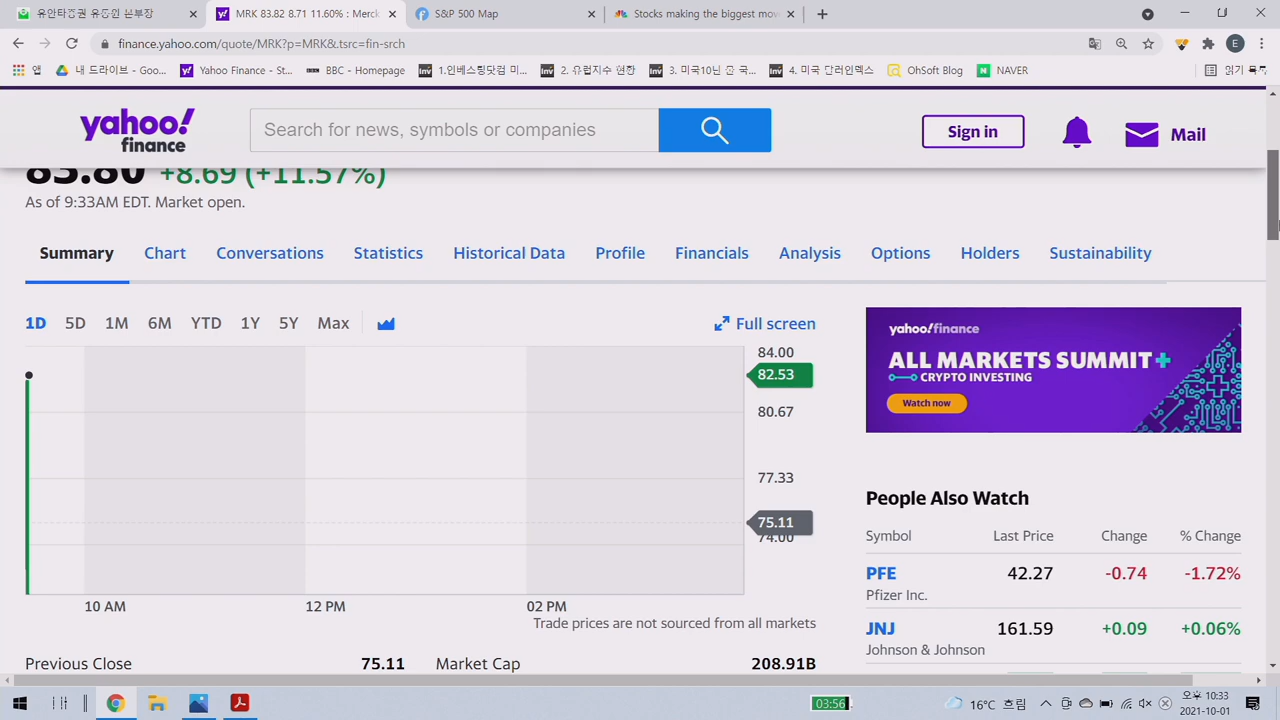 유안타증권 유동원 본부장
MRK 83.82 8.71 11.60% : Merck
S&P 500 Map
Stocks making the biggest mov
finance.yahoo.com/quote/MRK?p=MRK&.tsrc=fin-srch
E
앱
내 드라이브 - Goo...
Yahoo Finance - St...
BBC - Homepage
1.인베스팅닷컴 미...
2. 유럽지수 현황
3. 미국10년 은 국...
4. 미국 달러인덱스
OhSoft Blog
NAVER
읽기 목록
yahoo!
finance
Search for news, symbols or companies
Sign in
Mail
83.80 +8.69 (+11.57%)
As of 9:33AM EDT. Market open.
Summary Chart Conversations Statistics Historical Data Profile Financials Analysis Options Holders Sustainability
1D 5D 1M 6M YTD 1Y 5Y Max
Full screen
84.00
82.53
80.67
77.33
75.11
74.00
10 AM 12 PM 02 PM
Trade prices are not sourced from all markets
Previous Close 75.11
Market Cap 208.91B
yahoo!finance
ALL MARKETS SUMMIT+
CRYPTO INVESTING
Watch now
People Also Watch
Symbol Last Price Change % Change
PFE 42.27 -0.74 -1.72%
Pfizer Inc.
JNJ 161.59 +0.09 +0.06%
Johnson & Johnson
03:56
16°C 흐림
오후 10:33
2021-10-01